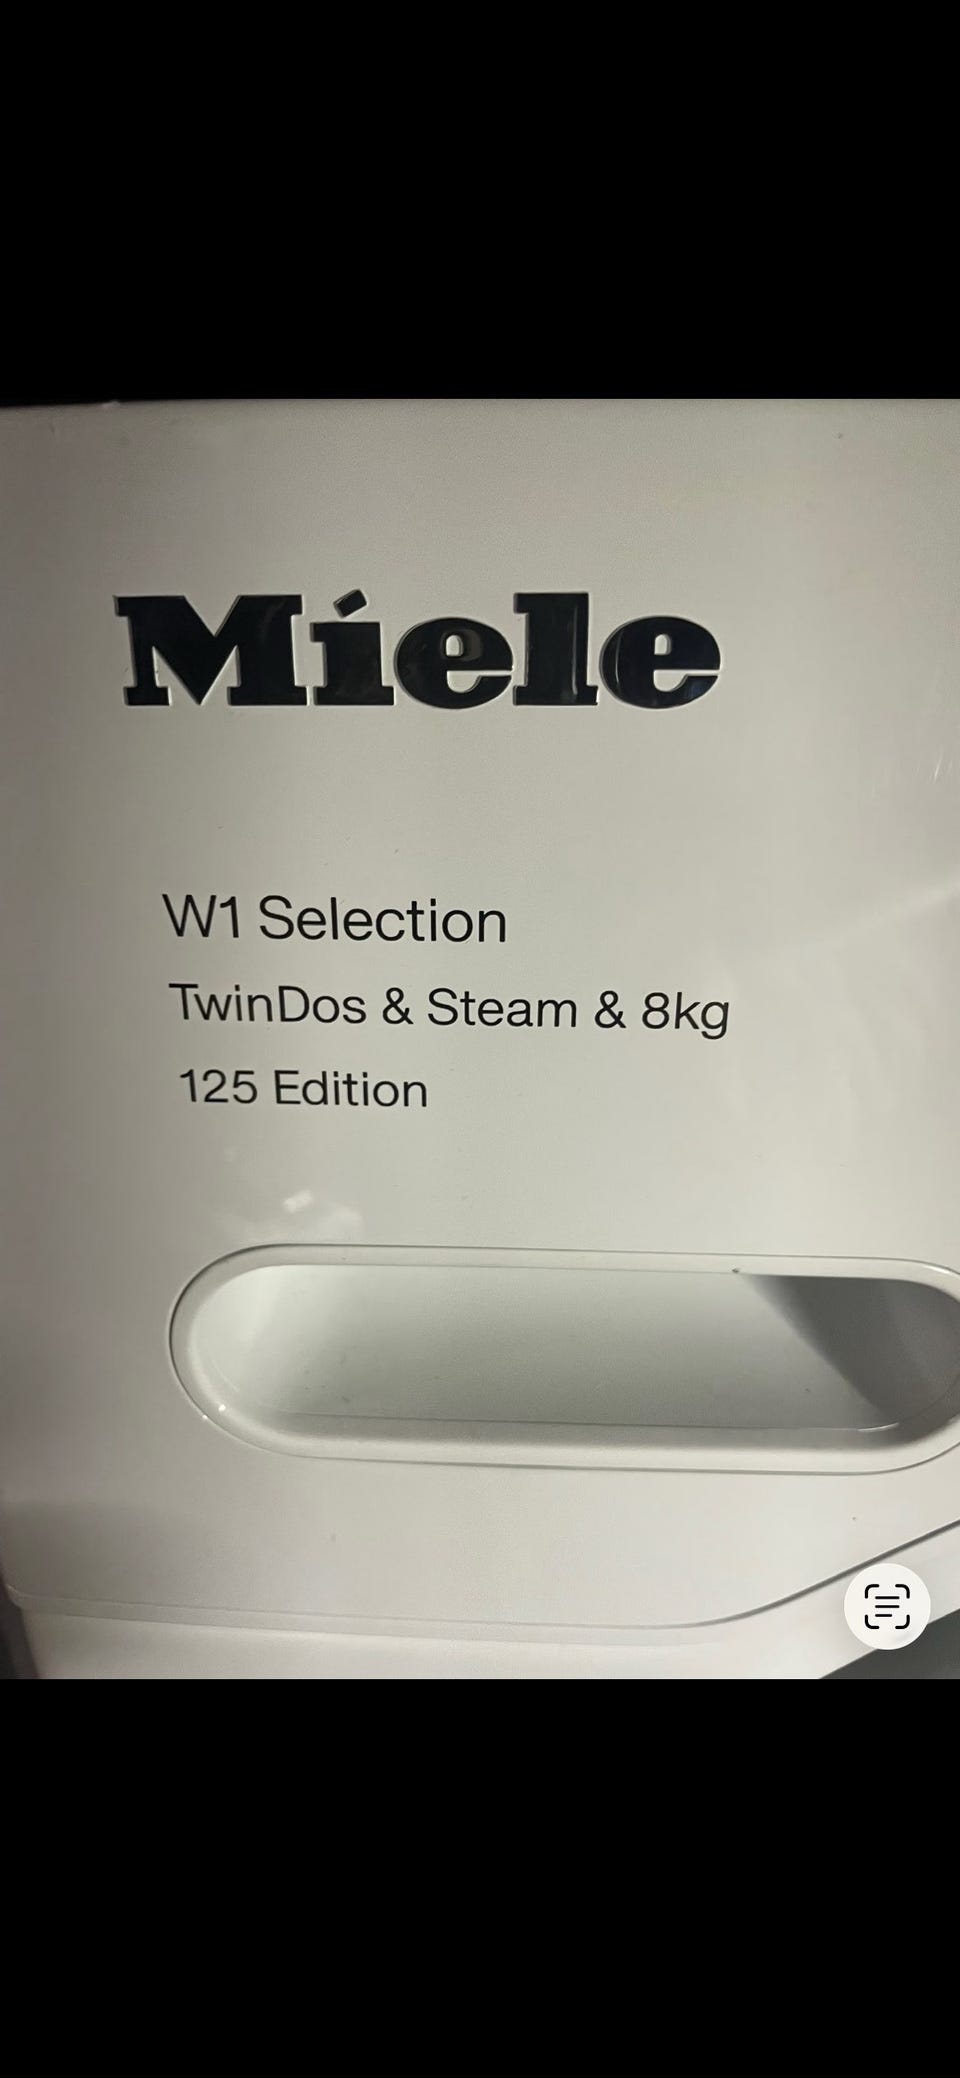 Miele
W1 Selection
TwinDos & Steam & 8kg
125 Edition